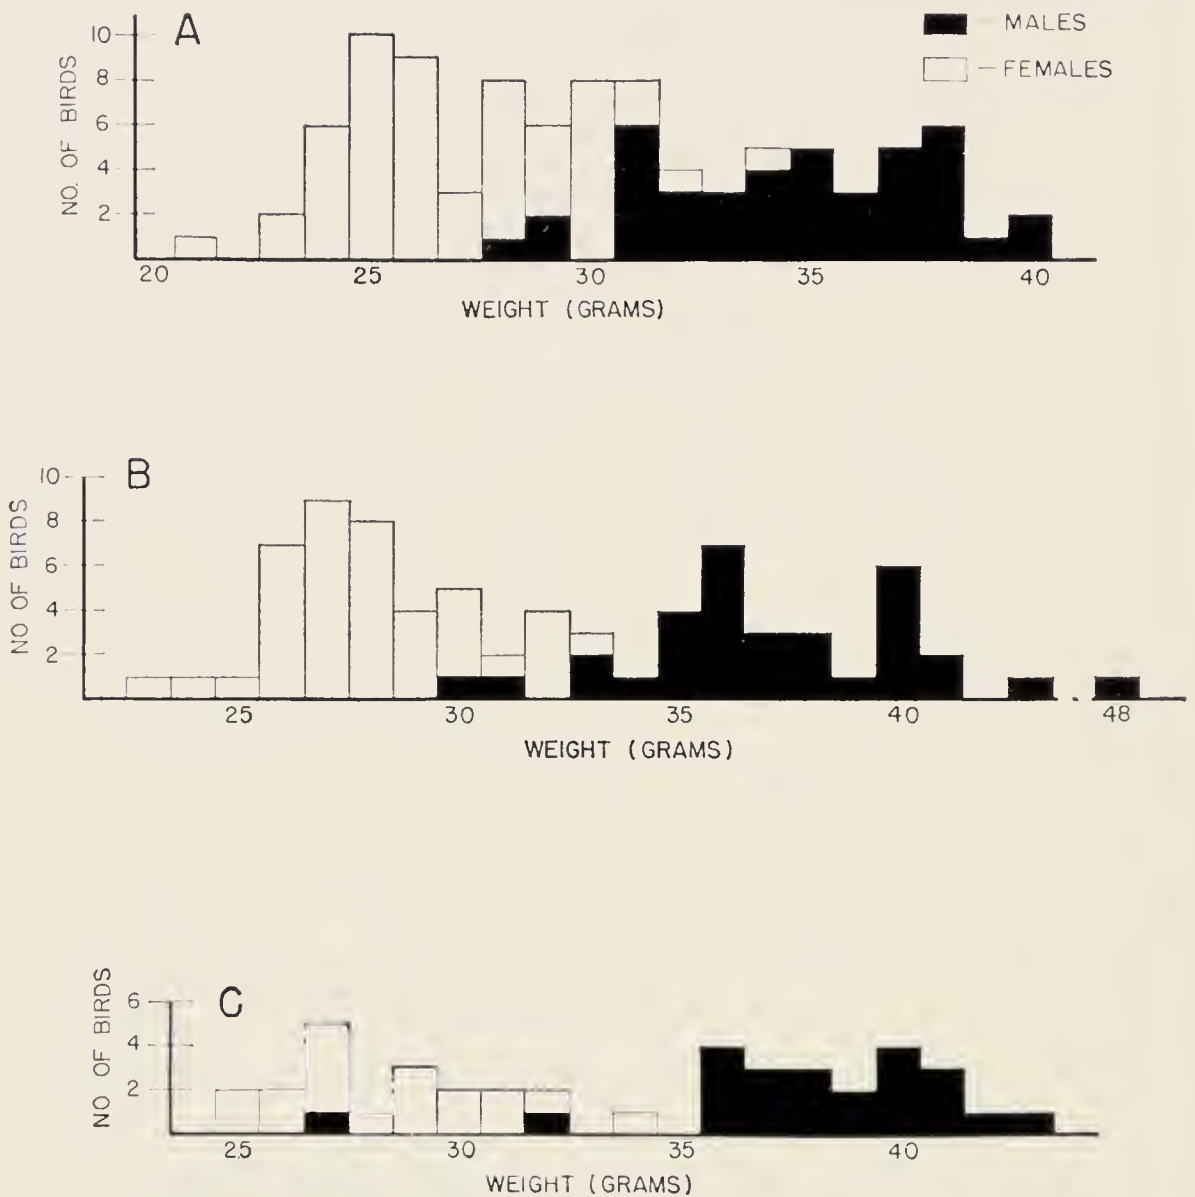 A
– MALES
– FEMALES
10
8
6
4
2
NO. OF BIRDS
20 25 30 35 40
WEIGHT (GRAMS)
B
10
8
6
4
2
NO OF BIRDS
25 30 35 40 48
WEIGHT (GRAMS)
C
6
4
2
NO OF BIRDS
25 30 35 40
WEIGHT (GRAMS)